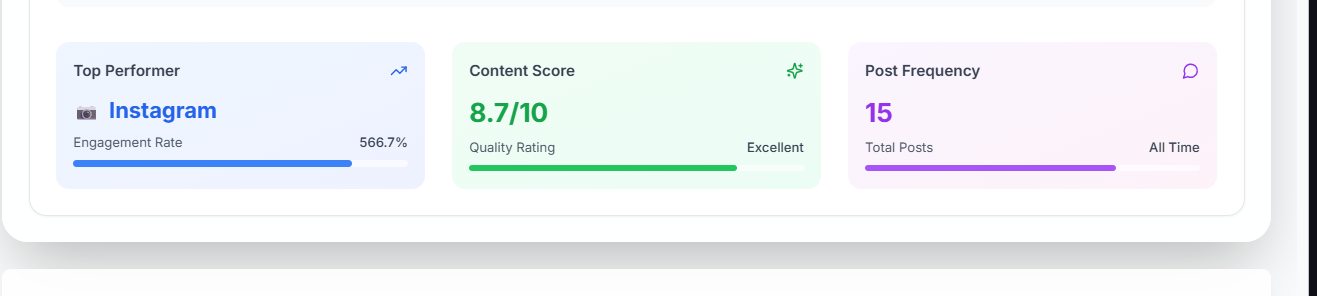 Top Performer
Instagram
Engagement Rate 566.7%
Content Score
8.7/10
Quality Rating Excellent
Post Frequency
15
Total Posts All Time